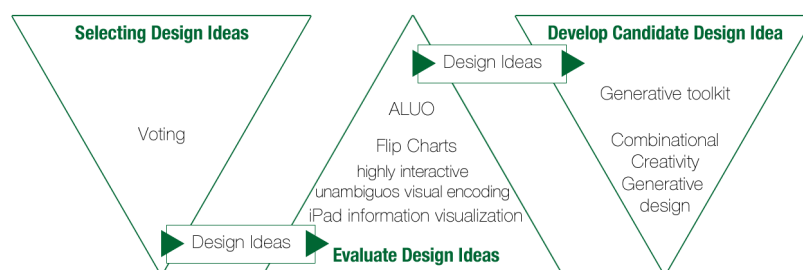 Selecting Design Ideas
Voting
Design Ideas
ALUO
Flip Charts
highly interactive
unambiguos visual encoding
iPad information visualization
Evaluate Design Ideas
Design Ideas
Develop Candidate Design Idea
Generative toolkit
Combinational
Creativity
Generative
design